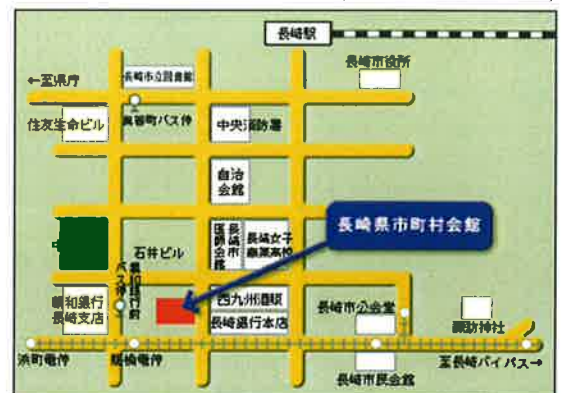 長崎駅
長崎市役所
←至県庁
長崎市立図書館
住友生命ビル
興善町バス停
中央消防署
自治
会館
長崎県市町村会館
石井ビル
長崎市
医師会館
長崎女子
商業高校
親和銀行
長崎支店
親和銀行前
バス停
西九州酒販
長崎銀行本店
長崎市公会堂
諏訪神社
浜町電停
賑橋電停
長崎市民会館
至長崎バイパス→